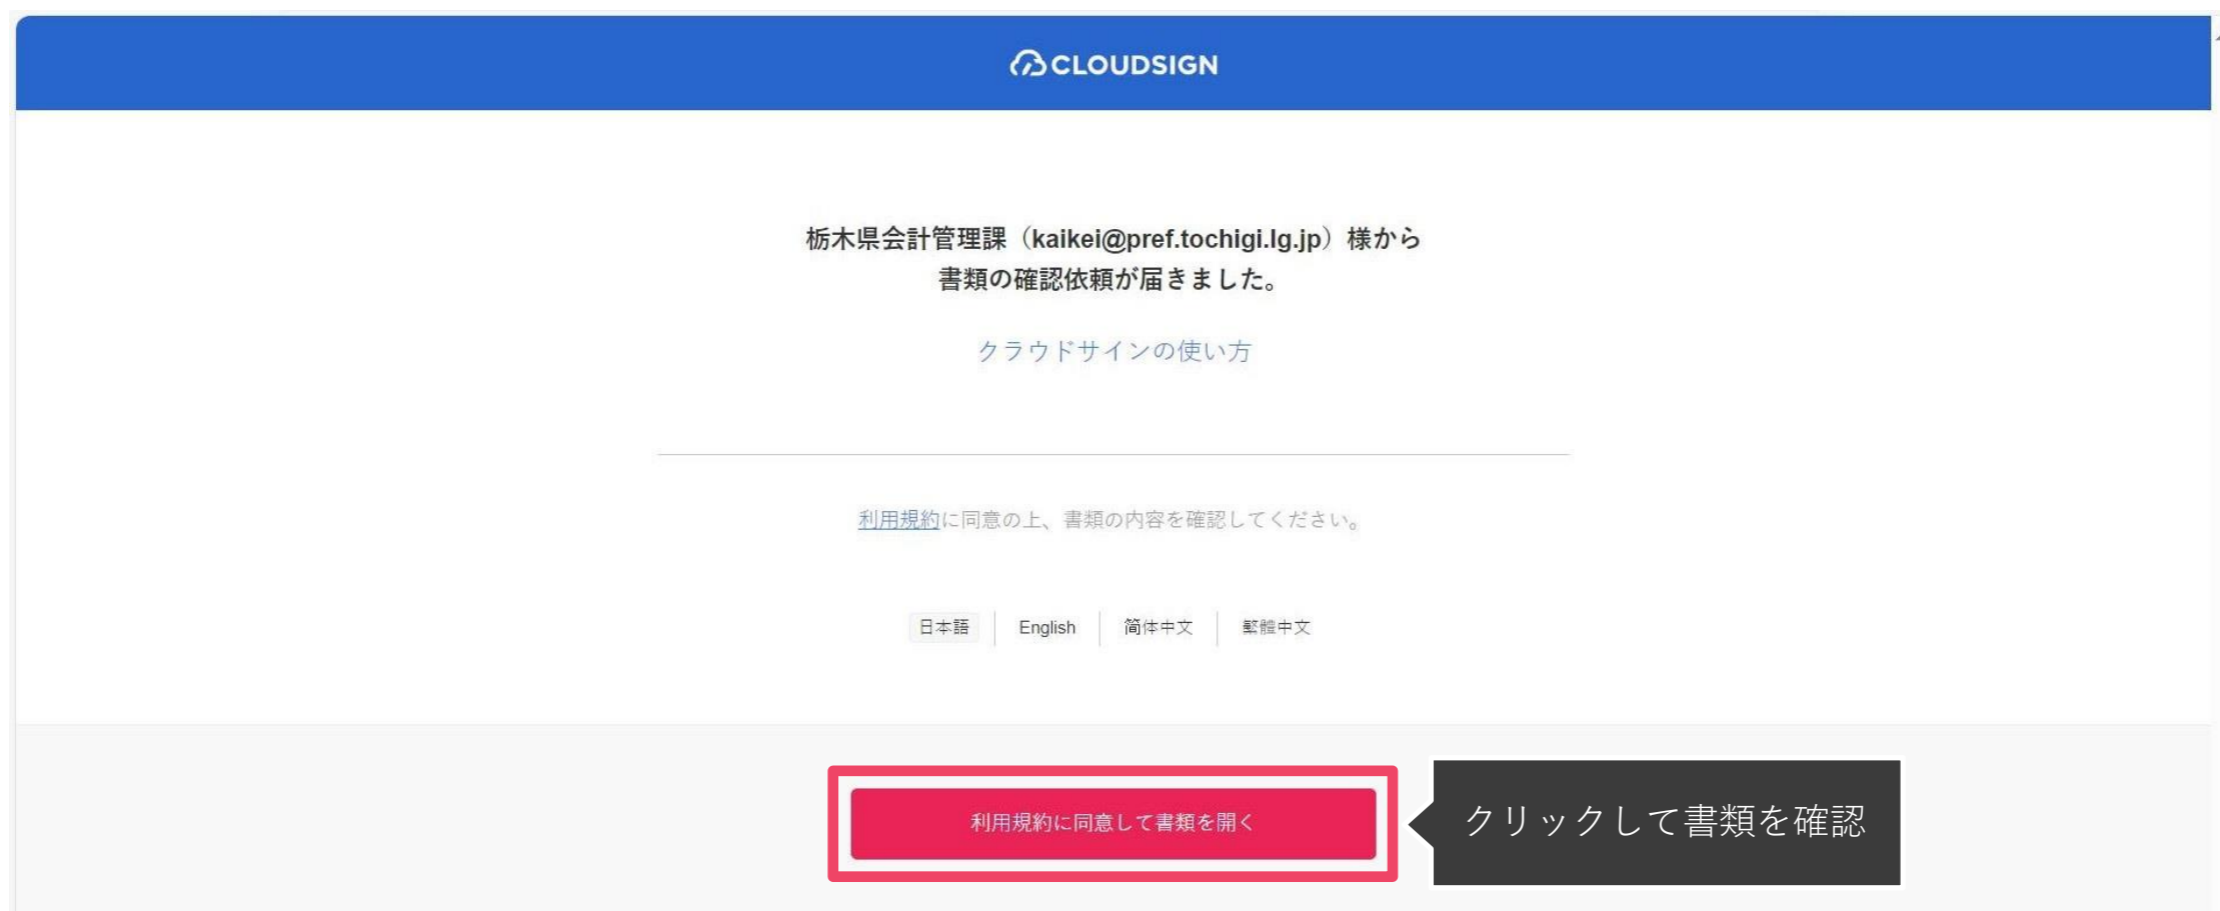 CLOUDSIGN
栃木県会計管理課（kaikei@pref.tochigi.lg.jp）様から
書類の確認依頼が届きました。
クラウドサインの使い方
利用規約に同意の上、書類の内容を確認してください。
日本語 English 简体中文 繁體中文
利用規約に同意して書類を開く
クリックして書類を確認